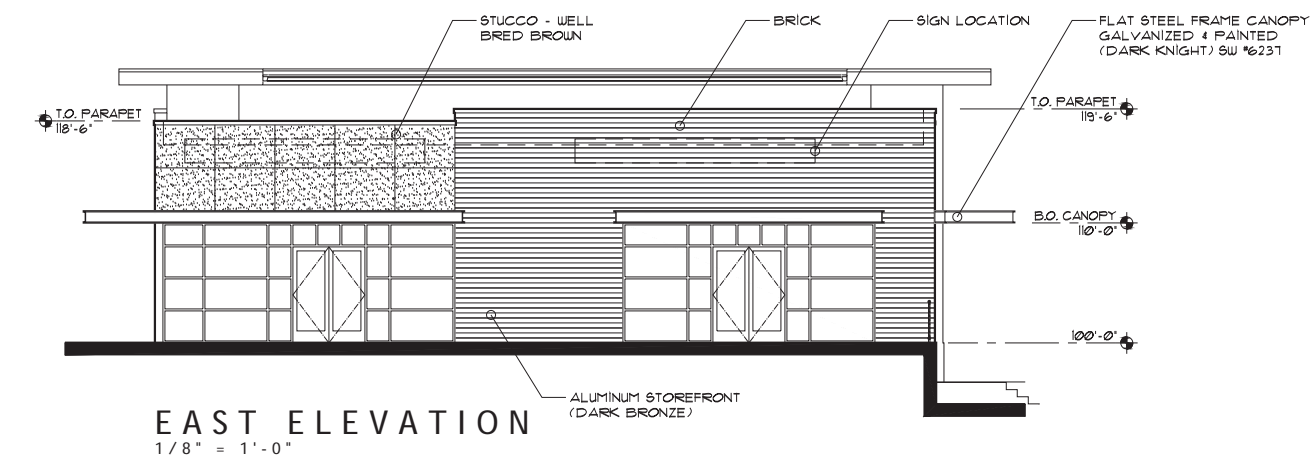 STUCCO - WELL
BRED BROWN
BRICK
SIGN LOCATION
FLAT STEEL FRAME CANOPY
GALVANIZED & PAINTED
(DARK KNIGHT) SW #6237
T.O. PARAPET
118'-6"
T.O. PARAPET
119'-6"
B.O. CANOPY
110'-0"
100'-0"
ALUMINUM STOREFRONT
(DARK BRONZE)
EAST ELEVATION
1/8" = 1'-0"